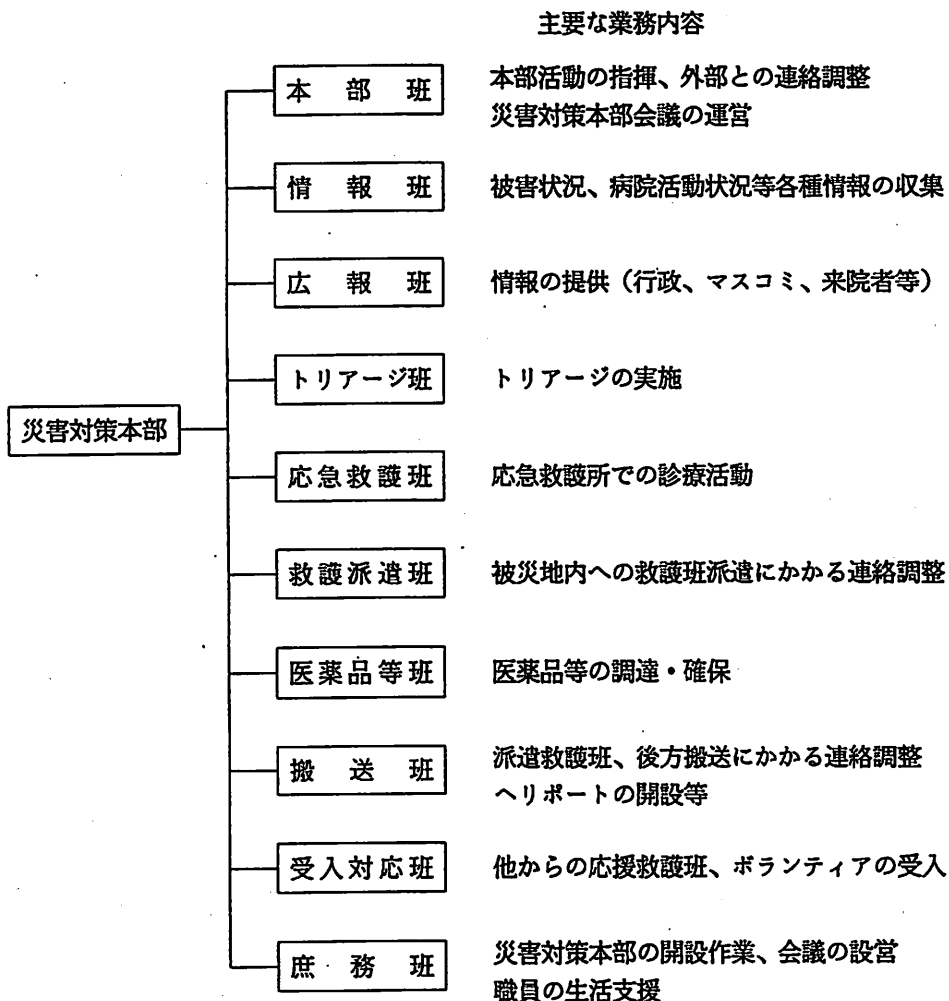 主要な業務内容
本部班
本部活動の指揮、外部との連絡調整
災害対策本部会議の運営
情報班
被害状況、病院活動状況等各種情報の収集
広報班
情報の提供（行政、マスコミ、来院者等）
トリアージ班
トリアージの実施
災害対策本部
応急救護班
応急救護所での診療活動
救護派遣班
被災地内への救護班派遣にかかる連絡調整
医薬品等班
医薬品等の調達・確保
搬送班
派遣救護班、後方搬送にかかる連絡調整
ヘリポートの開設等
受入対応班
他からの応援救護班、ボランティアの受入
庶務班
災害対策本部の開設作業、会議の設営
職員の生活支援